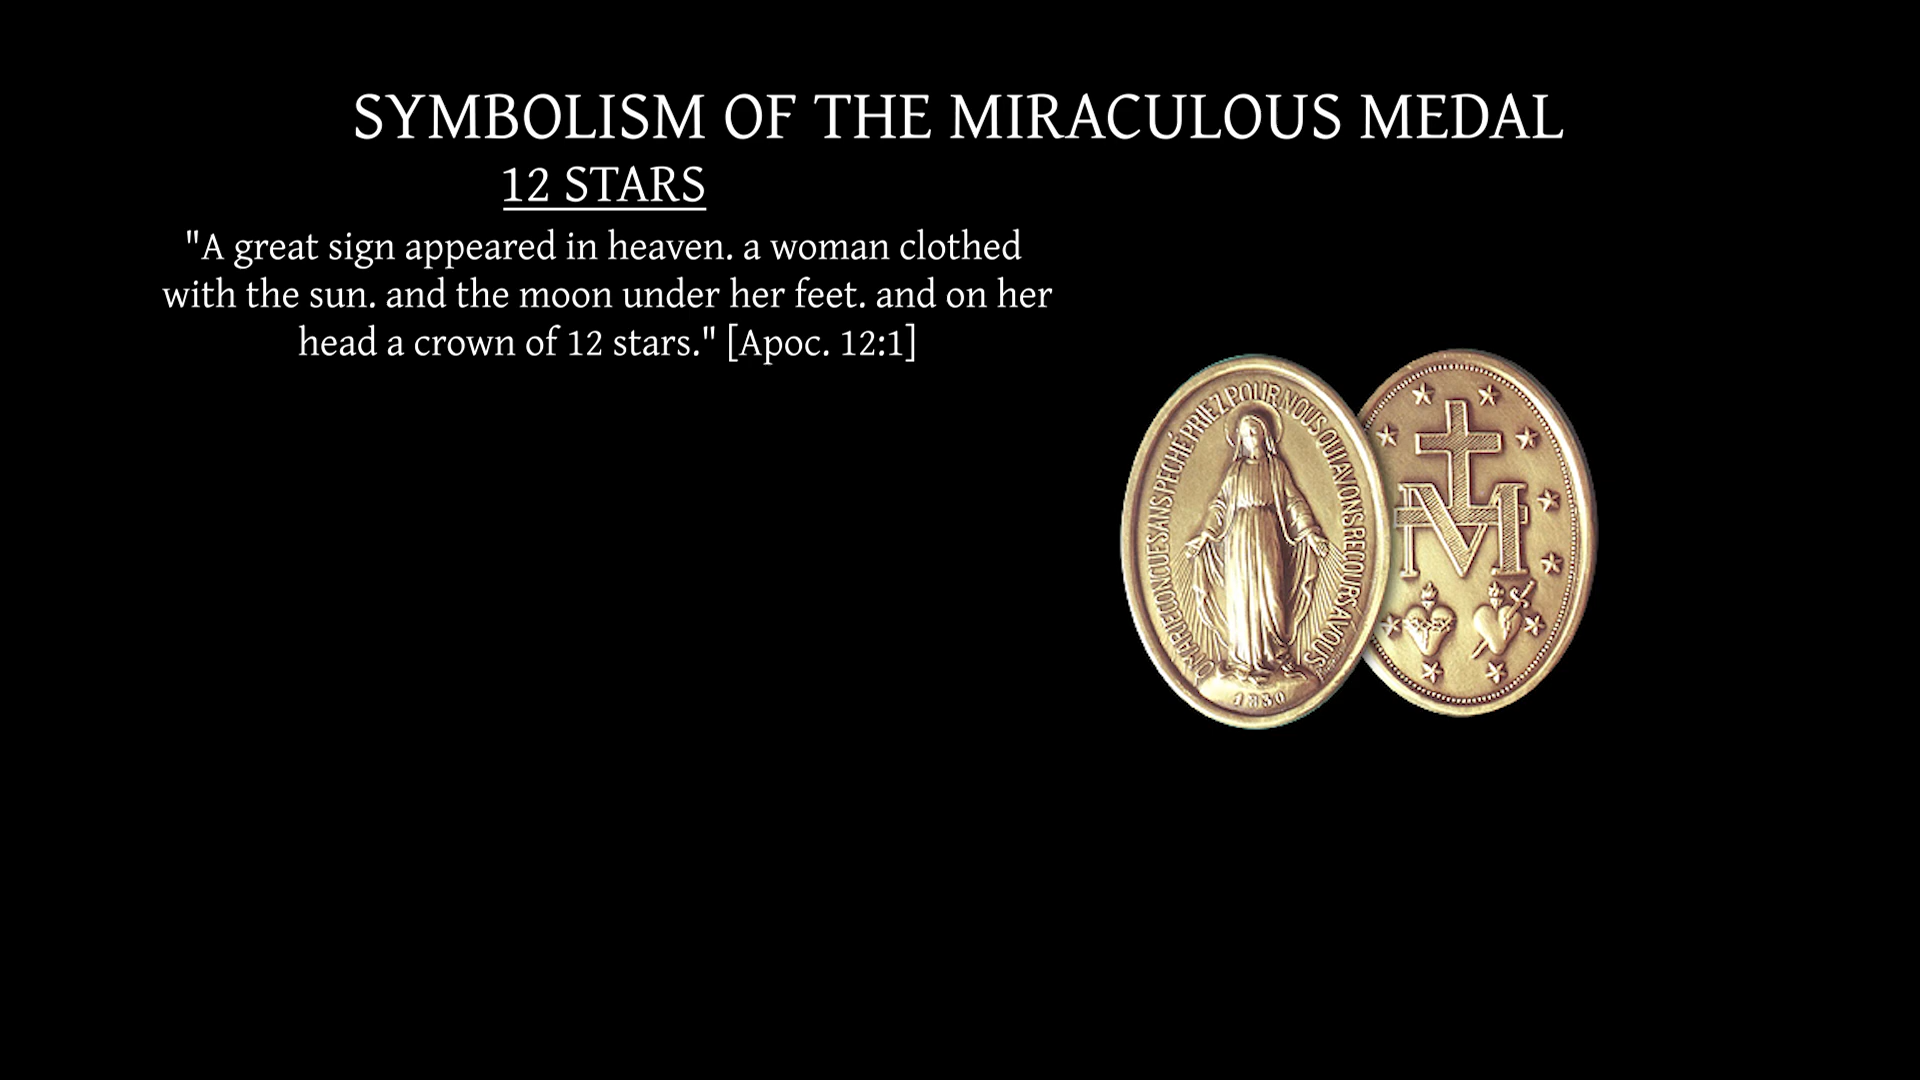 SYMBOLISM OF THE MIRACULOUS MEDAL
12 STARS
"A great sign appeared in heaven. a woman clothed
with the sun. and the moon under her feet. and on her
head a crown of 12 stars." [Apoc. 12:1]
O MARIE CONCUE SANS PECHÉ PRIEZ POUR NOUS QUI AVONS RECOURS A VOUS
1830
M